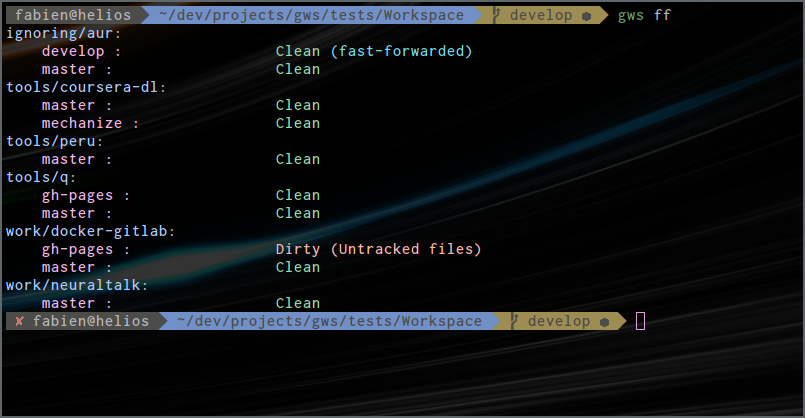 fabien@helios ~/dev/projects/gws/tests/Workspace develop ● gws ff
ignoring/aur:
develop : Clean (fast-forwarded)
master : Clean
tools/coursera-dl:
master : Clean
mechanize : Clean
tools/peru:
master : Clean
tools/q:
gh-pages : Clean
master : Clean
work/docker-gitlab:
gh-pages : Dirty (Untracked files)
master : Clean
work/neuraltalk:
master : Clean
✘ fabien@helios ~/dev/projects/gws/tests/Workspace develop ●